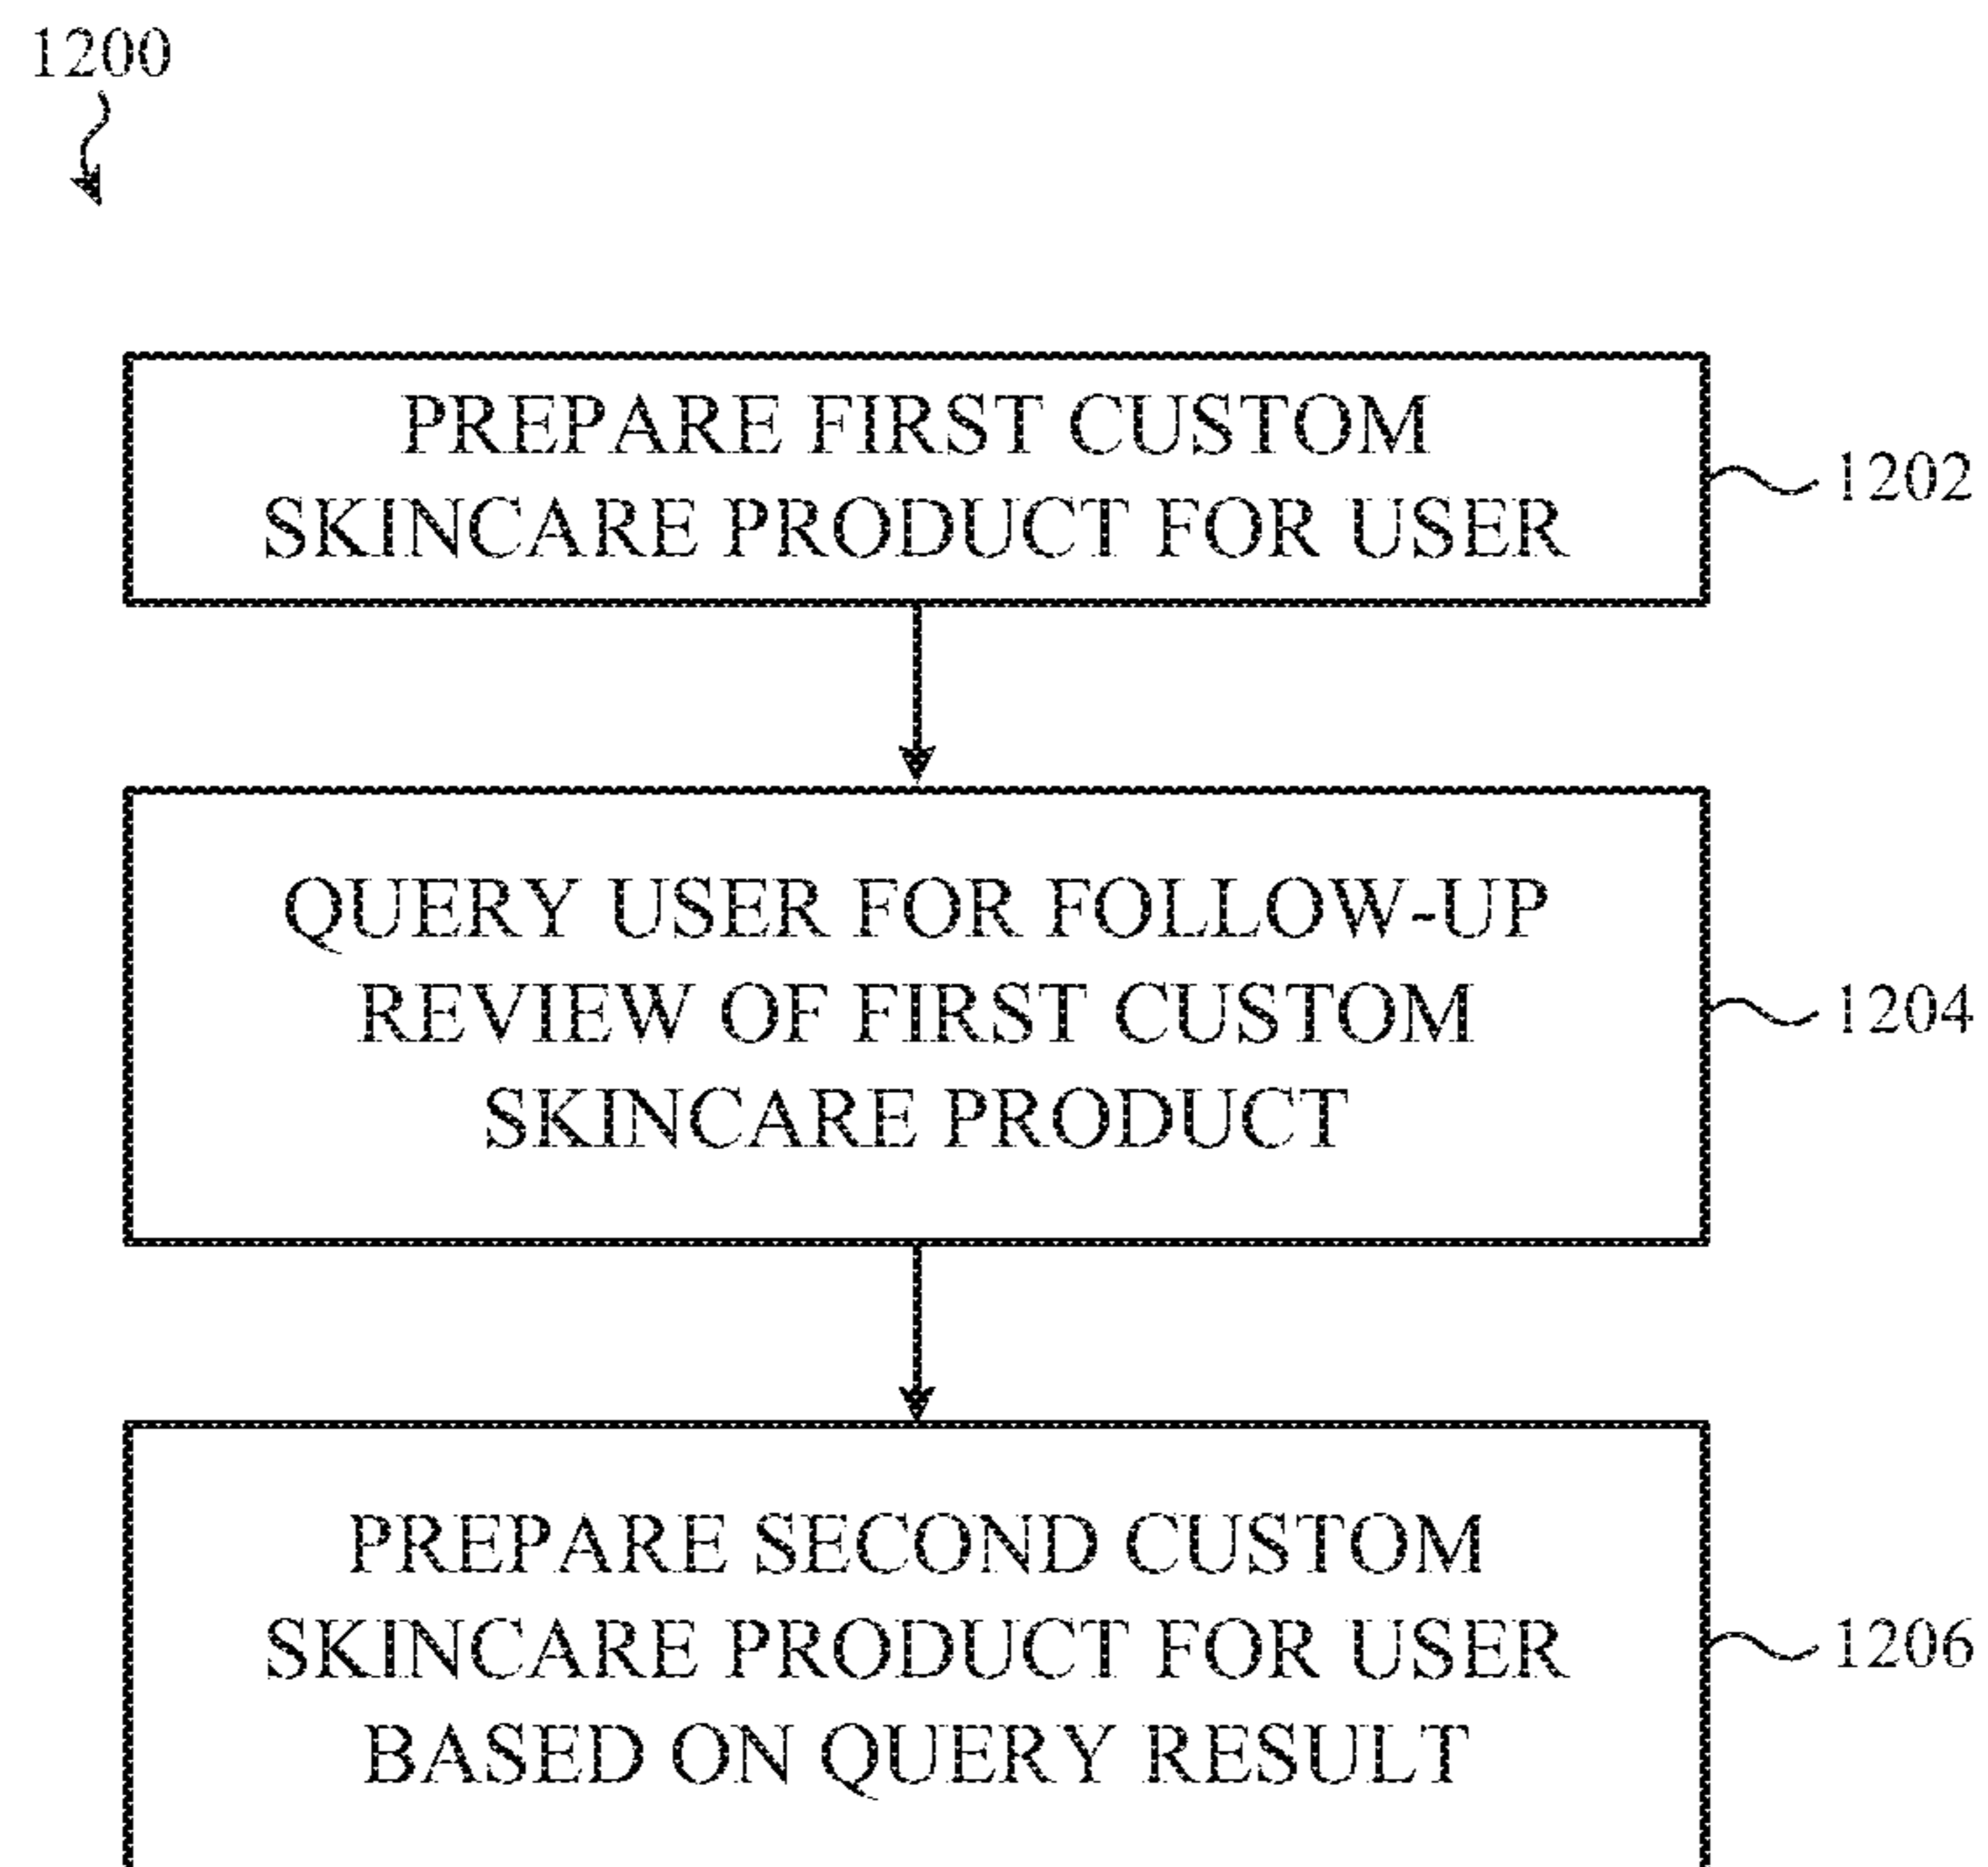 1200
PREPARE FIRST CUSTOM
SKINCARE PRODUCT FOR USER
1202
QUERY USER FOR FOLLOW-UP
REVIEW OF FIRST CUSTOM
SKINCARE PRODUCT
1204
PREPARE SECOND CUSTOM
SKINCARE PRODUCT FOR USER
BASED ON QUERY RESULT
1206